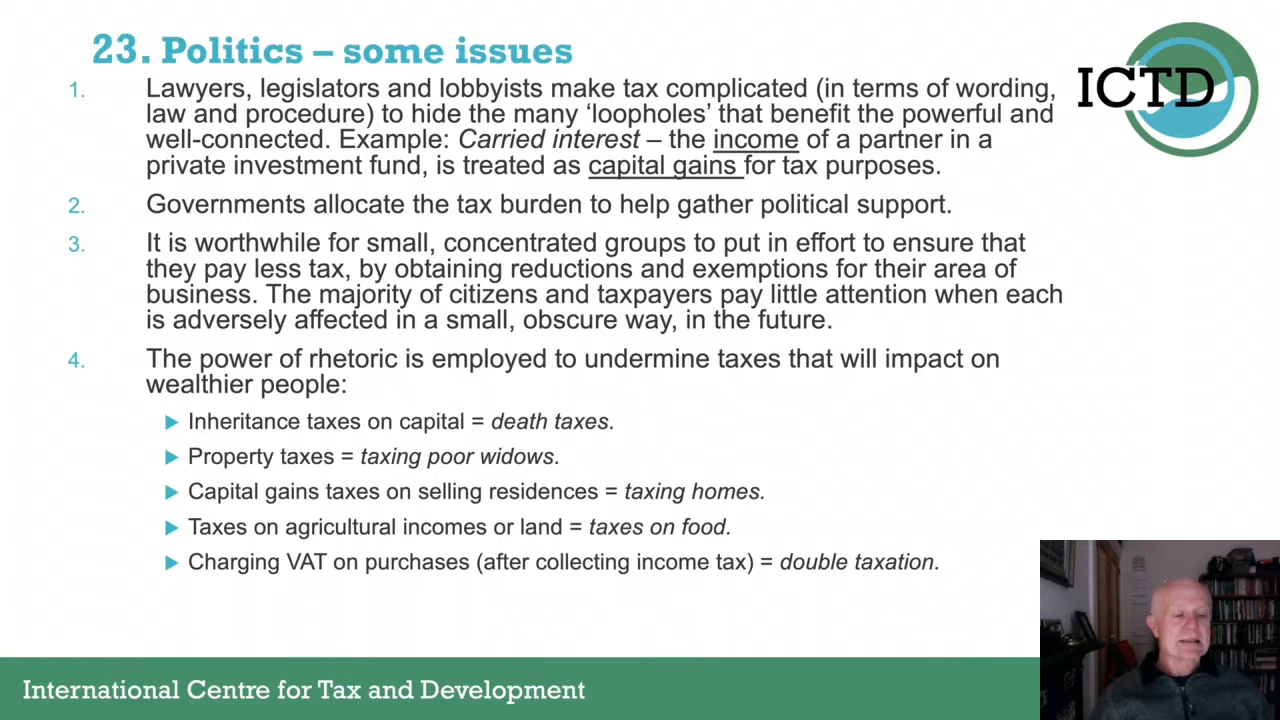 23. Politics – some issues
ICTD
1. Lawyers, legislators and lobbyists make tax complicated (in terms of wording,
law and procedure) to hide the many ‘loopholes’ that benefit the powerful and
well-connected. Example: Carried interest – the income of a partner in a
private investment fund, is treated as capital gains for tax purposes.
2. Governments allocate the tax burden to help gather political support.
3. It is worthwhile for small, concentrated groups to put in effort to ensure that
they pay less tax, by obtaining reductions and exemptions for their area of
business. The majority of citizens and taxpayers pay little attention when each
is adversely affected in a small, obscure way, in the future.
4. The power of rhetoric is employed to undermine taxes that will impact on
wealthier people:
Inheritance taxes on capital = death taxes.
Property taxes = taxing poor widows.
Capital gains taxes on selling residences = taxing homes.
Taxes on agricultural incomes or land = taxes on food.
Charging VAT on purchases (after collecting income tax) = double taxation.
International Centre for Tax and Development